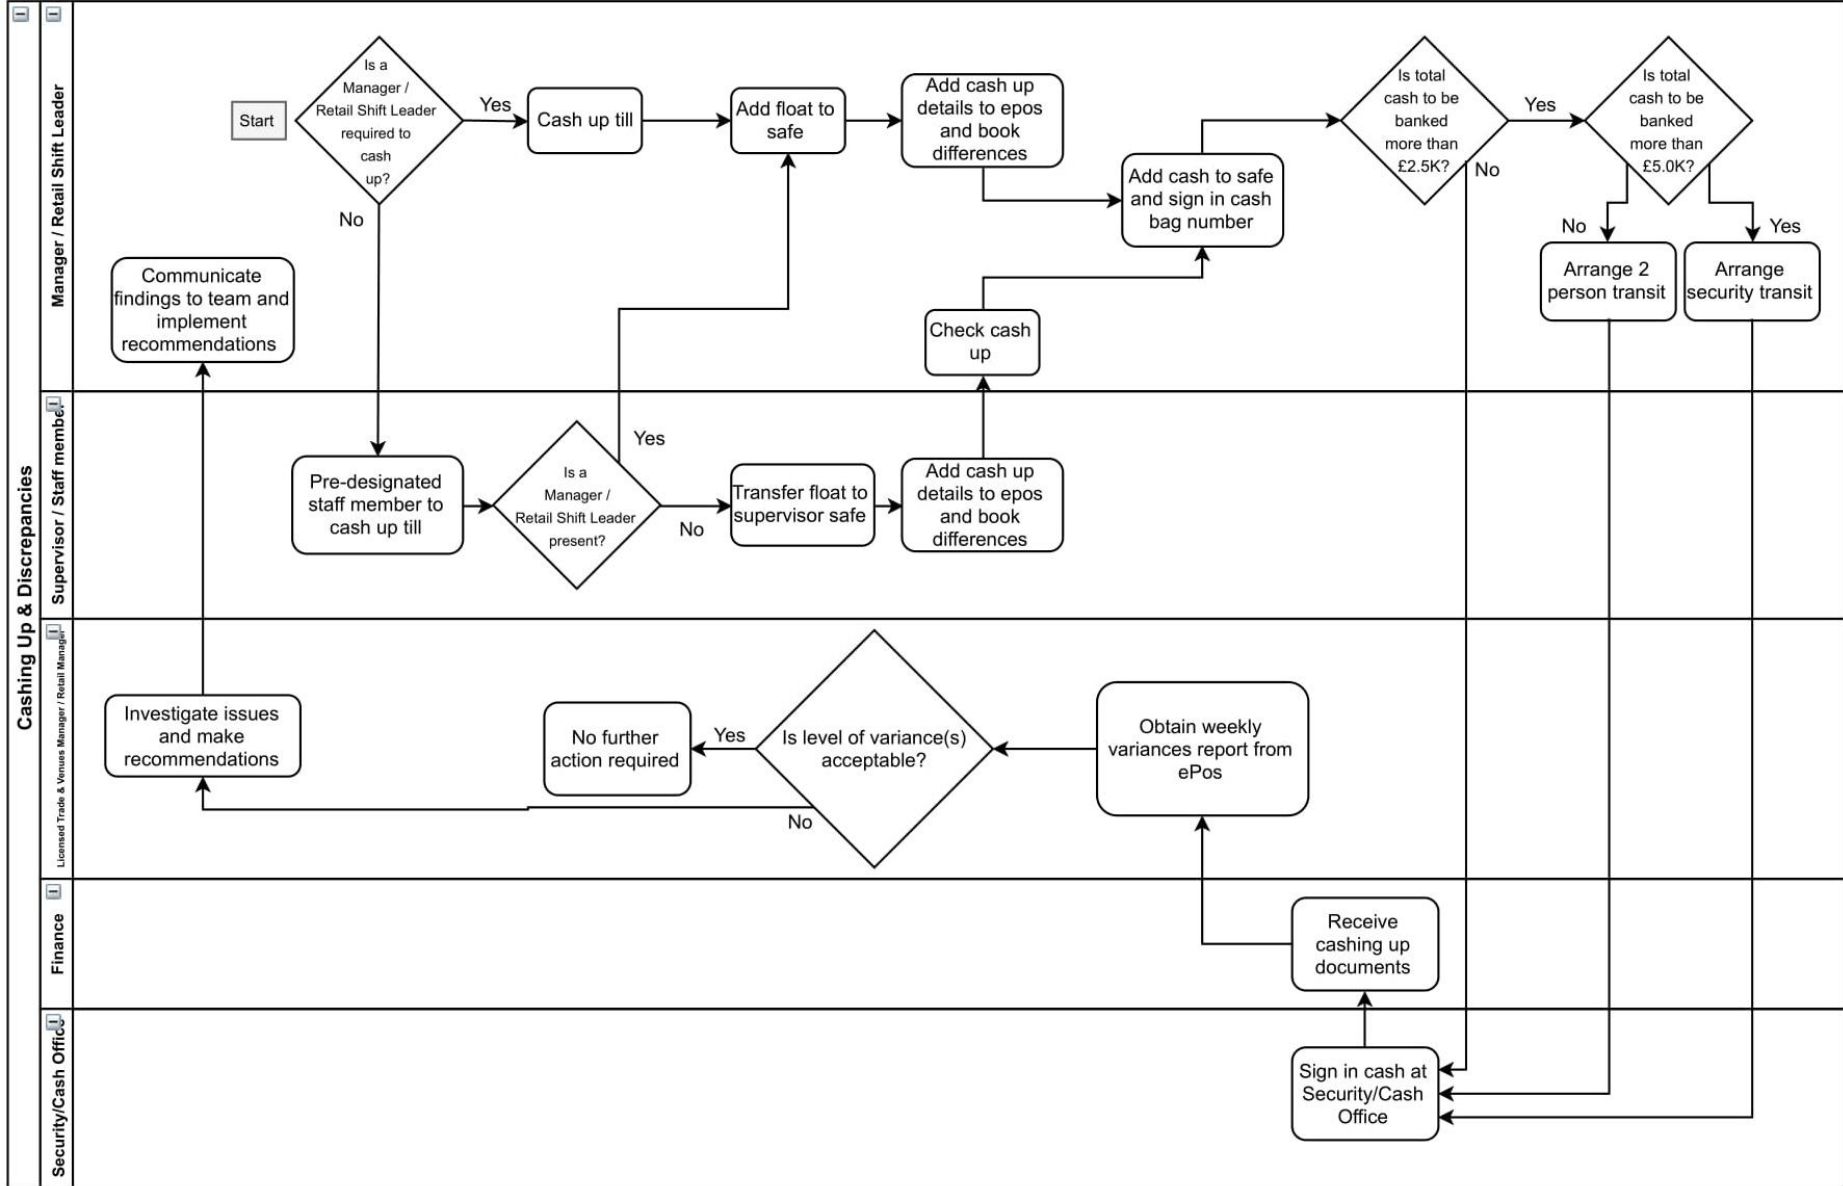 Cashing Up & Discrepancies
Manager / Retail Shift Leader
Start
Is a
Manager /
Retail Shift Leader
required to
cash
up?
Yes
No
Cash up till
Add float to
safe
Add cash up
details to epos
and book
differences
Add cash to safe
and sign in cash
bag number
Is total
cash to be
banked
more than
£2.5K?
Yes
No
Is total
cash to be
banked
more than
£5.0K?
No
Yes
Arrange 2
person transit
Arrange
security transit
Communicate
findings to team and
implement
recommendations
Check cash
up
Supervisor / Staff member
Pre-designated
staff member to
cash up till
Is a
Manager /
Retail Shift Leader
present?
Yes
No
Transfer float to
supervisor safe
Add cash up
details to epos
and book
differences
Licensed Trade & Venues Manager / Retail Manager
Investigate issues
and make
recommendations
No further
action required
Yes
Is level of variance(s)
acceptable?
No
Obtain weekly
variances report from
ePos
Finance
Receive
cashing up
documents
Security/Cash Office
Sign in cash at
Security/Cash
Office